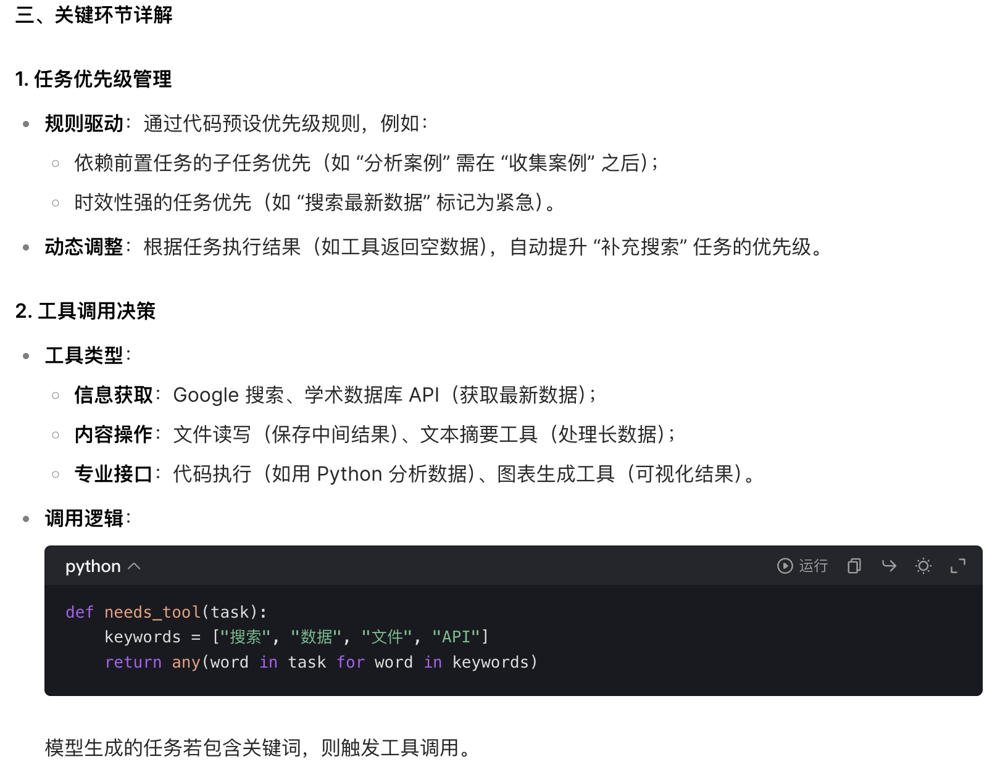 三、关键环节详解
1. 任务优先级管理
规则驱动：通过代码预设优先级规则，例如：
依赖前置任务的子任务优先（如 “分析案例” 需在 “收集案例” 之后）；
时效性强的任务优先（如 “搜索最新数据” 标记为紧急）。
动态调整：根据任务执行结果（如工具返回空数据），自动提升 “补充搜索” 任务的优先级。
2. 工具调用决策
工具类型：
信息获取：Google 搜索、学术数据库 API（获取最新数据）；
内容操作：文件读写（保存中间结果）、文本摘要工具（处理长数据）；
专业接口：代码执行（如用 Python 分析数据）、图表生成工具（可视化结果）。
调用逻辑：
python 运行
def needs_tool(task):
    keywords = ["搜索", "数据", "文件", "API"]
    return any(word in task for word in keywords)
模型生成的任务若包含关键词，则触发工具调用。